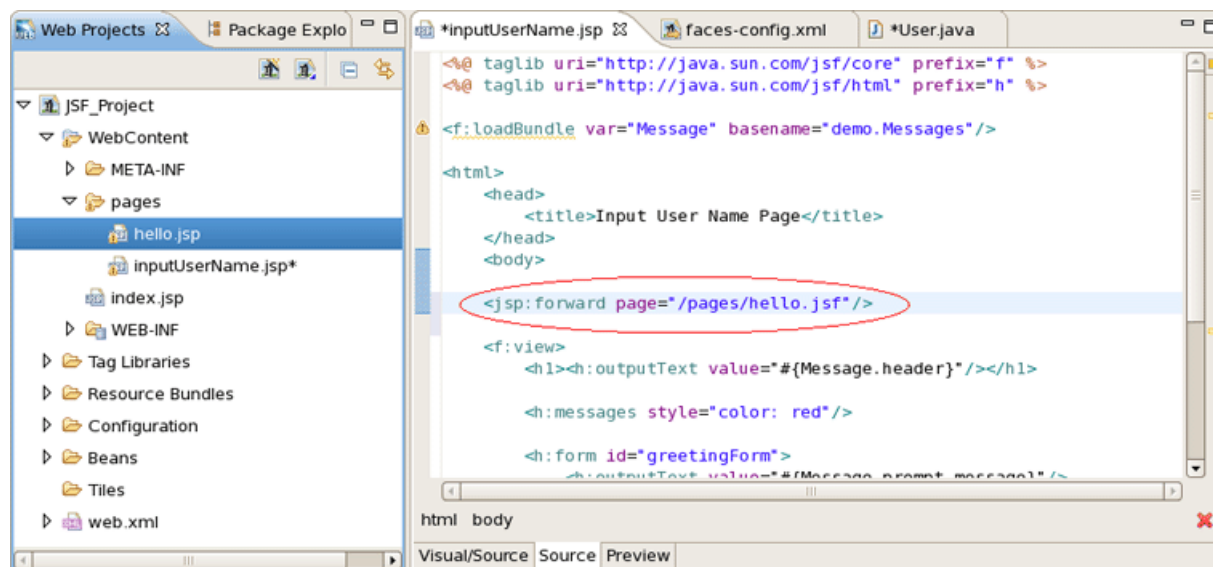 Web Projects
Package Explo
*inputUserName.jsp
faces-config.xml
*User.java
JSF_Project
WebContent
META-INF
pages
hello.jsp
inputUserName.jsp*
index.jsp
WEB-INF
Tag Libraries
Resource Bundles
Configuration
Beans
Tiles
web.xml
<%@ taglib uri="http://java.sun.com/jsf/core" prefix="f" %>
<%@ taglib uri="http://java.sun.com/jsf/html" prefix="h" %>
<f:loadBundle var="Message" basename="demo.Messages"/>
<html>
<head>
<title>Input User Name Page</title>
</head>
<body>
<jsp:forward page="/pages/hello.jsf"/>
<f:view>
<h1><h:outputText value="#{Message.header}"/></h1>
<h:messages style="color: red"/>
<h:form id="greetingForm">
<h:outputText value="#{Message.prompt_message}"/>
html body
Visual/Source Source Preview